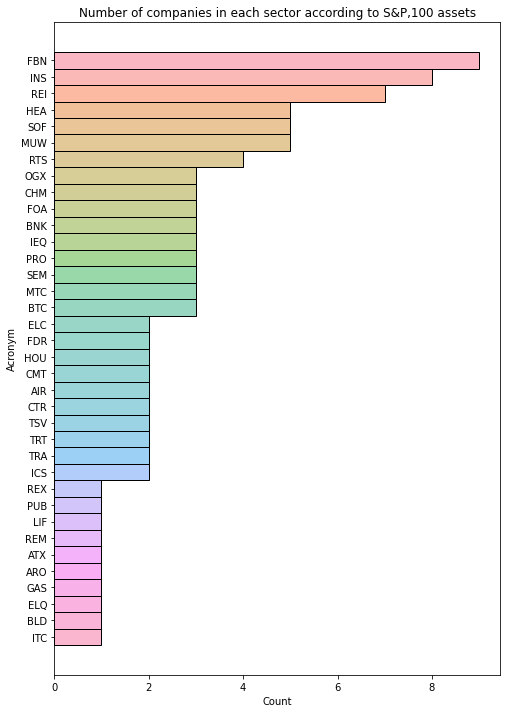 Number of companies in each sector according to S&P,100 assets
FBN
INS
REI
HEA
SOF
MUW
RTS
OGX
CHM
FOA
BNK
IEQ
PRO
SEM
MTC
BTC
ELC
FDR
HOU
CMT
AIR
CTR
TSV
TRT
TRA
ICS
REX
PUB
LIF
REM
ATX
ARO
GAS
ELQ
BLD
ITC
Acronym
0 2 4 6 8
Count